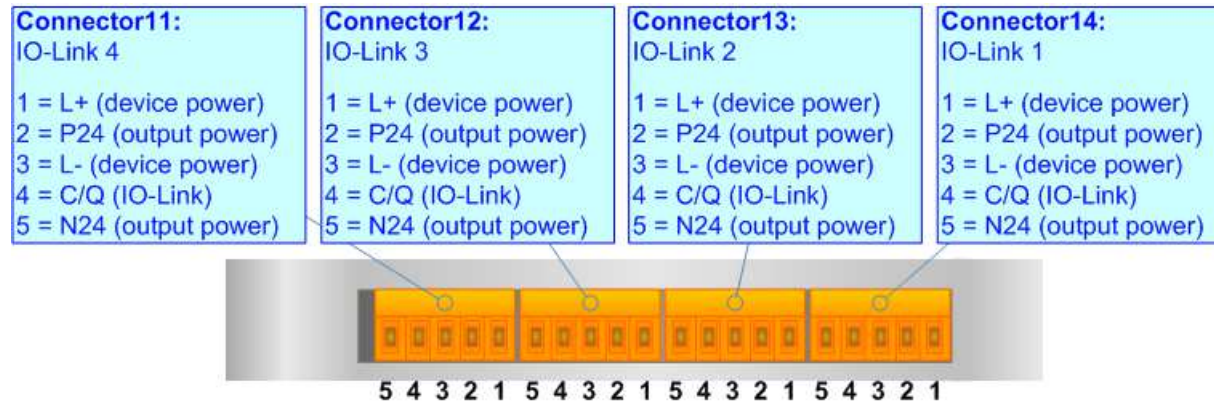 Connector11:
IO-Link 4
1 = L+ (device power)
2 = P24 (output power)
3 = L- (device power)
4 = C/Q (IO-Link)
5 = N24 (output power)
Connector12:
IO-Link 3
1 = L+ (device power)
2 = P24 (output power)
3 = L- (device power)
4 = C/Q (IO-Link)
5 = N24 (output power)
Connector13:
IO-Link 2
1 = L+ (device power)
2 = P24 (output power)
3 = L- (device power)
4 = C/Q (IO-Link)
5 = N24 (output power)
Connector14:
IO-Link 1
1 = L+ (device power)
2 = P24 (output power)
3 = L- (device power)
4 = C/Q (IO-Link)
5 = N24 (output power)
5 4 3 2 1 5 4 3 2 1 5 4 3 2 1 5 4 3 2 1